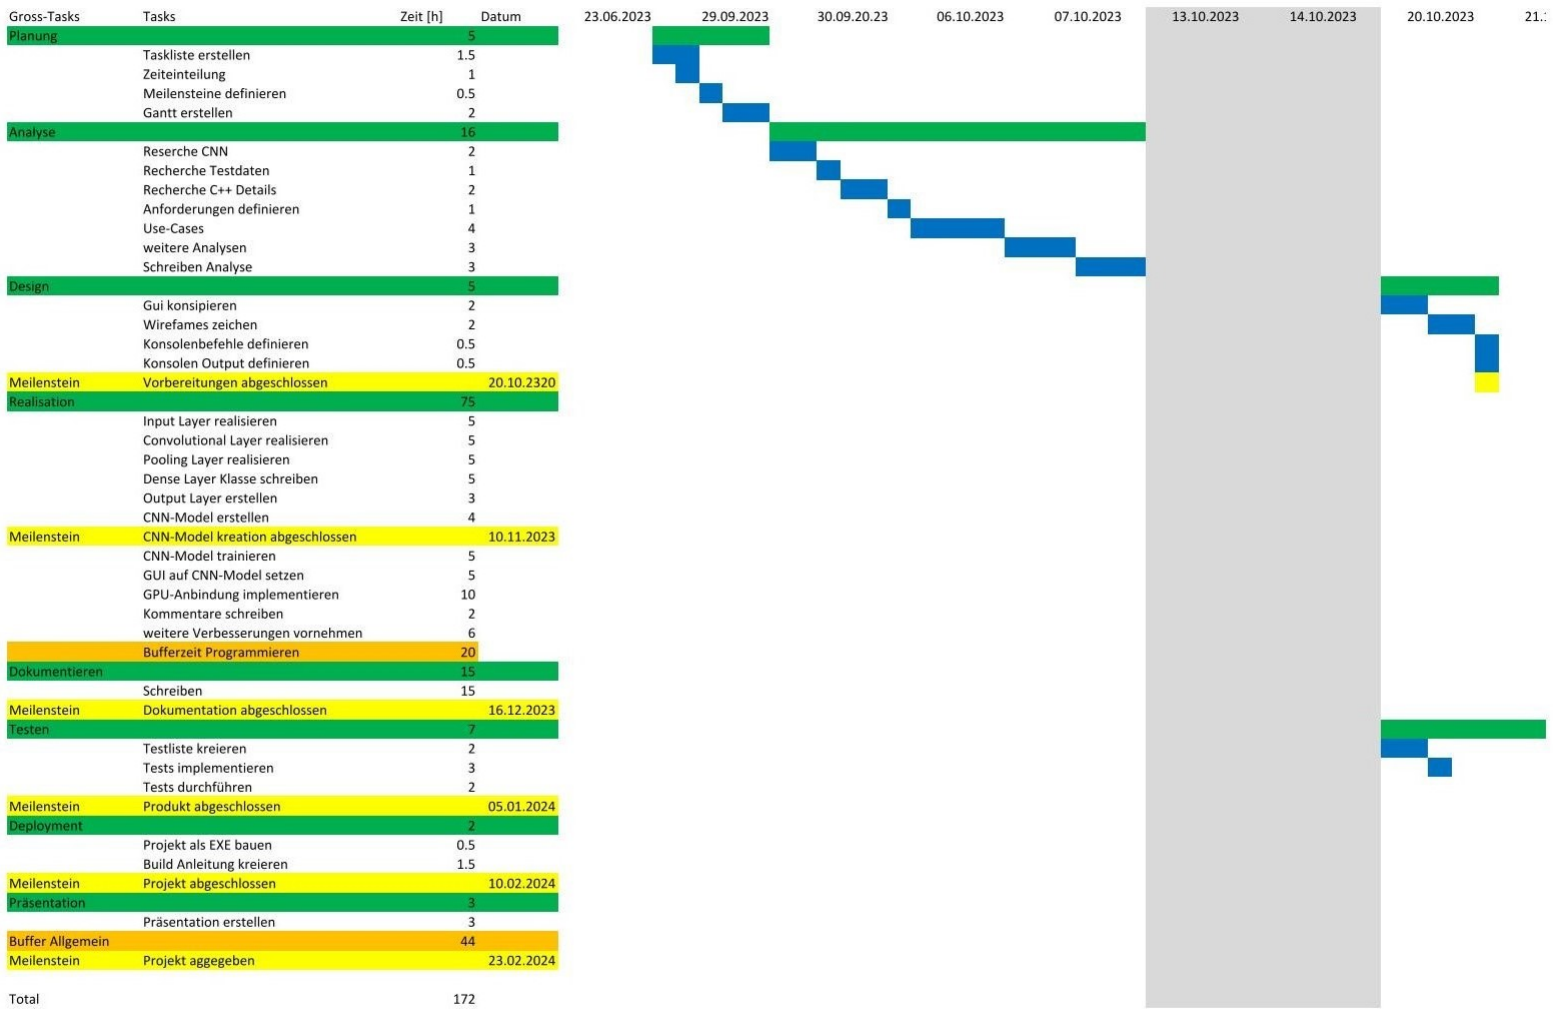 Gross-Tasks Tasks Zeit [h] Datum 23.06.2023 29.09.2023 30.09.20.23 06.10.2023 07.10.2023 13.10.2023 14.10.2023 20.10.2023 21.:
Planung 5
Taskliste erstellen 1.5
Zeiteinteilung 1
Meilensteine definieren 0.5
Gantt erstellen 2
Analyse 16
Reserche CNN 2
Recherche Testdaten 1
Recherche C++ Details 2
Anforderungen definieren 1
Use-Cases 4
weitere Analysen 3
Schreiben Analyse 3
Design 5
Gui konsipieren 2
Wirefames zeichen 2
Konsolenbefehle definieren 0.5
Konsolen Output definieren 0.5
Meilenstein Vorbereitungen abgeschlossen 20.10.2320
Realisation 75
Input Layer realisieren 5
Convolutional Layer realisieren 5
Pooling Layer realisieren 5
Dense Layer Klasse schreiben 5
Output Layer erstellen 3
CNN-Model erstellen 4
Meilenstein CNN-Model kreation abgeschlossen 10.11.2023
CNN-Model trainieren 5
GUI auf CNN-Model setzen 5
GPU-Anbindung implementieren 10
Kommentare schreiben 2
weitere Verbesserungen vornehmen 6
Bufferzeit Programmieren 20
Dokumentieren 15
Schreiben 15
Meilenstein Dokumentation abgeschlossen 16.12.2023
Testen 7
Testliste kreieren 2
Tests implementieren 3
Tests durchführen 2
Meilenstein Produkt abgeschlossen 05.01.2024
Deployment 2
Projekt als EXE bauen 0.5
Build Anleitung kreieren 1.5
Meilenstein Projekt abgeschlossen 10.02.2024
Präsentation 3
Präsentation erstellen 3
Buffer Allgemein 44
Meilenstein Projekt aggegeben 23.02.2024
Total 172